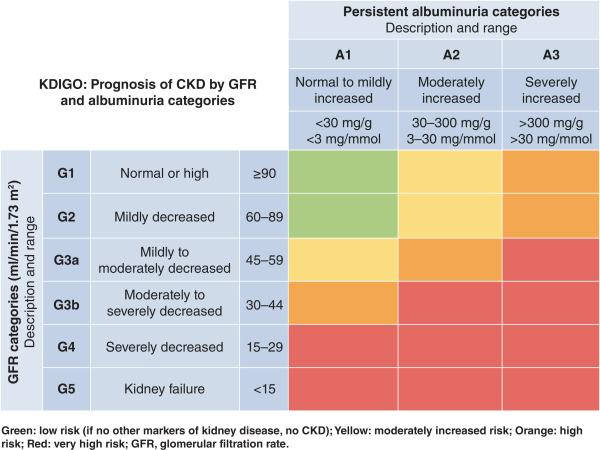 Persistent albuminuria categories
Description and range
A1 A2 A3
KDIGO: Prognosis of CKD by GFR
and albuminuria categories
Normal to mildly
increased
Moderately
increased
Severely
increased
<30 mg/g
<3 mg/mmol
30–300 mg/g
3–30 mg/mmol
>300 mg/g
>30 mg/mmol
GFR categories (ml/min/1.73 m²)
Description and range
G1 Normal or high ≥90
G2 Mildly decreased 60–89
G3a Mildly to
moderately decreased 45–59
G3b Moderately to
severely decreased 30–44
G4 Severely decreased 15–29
G5 Kidney failure <15
Green: low risk (if no other markers of kidney disease, no CKD); Yellow: moderately increased risk; Orange: high
risk; Red: very high risk; GFR, glomerular filtration rate.